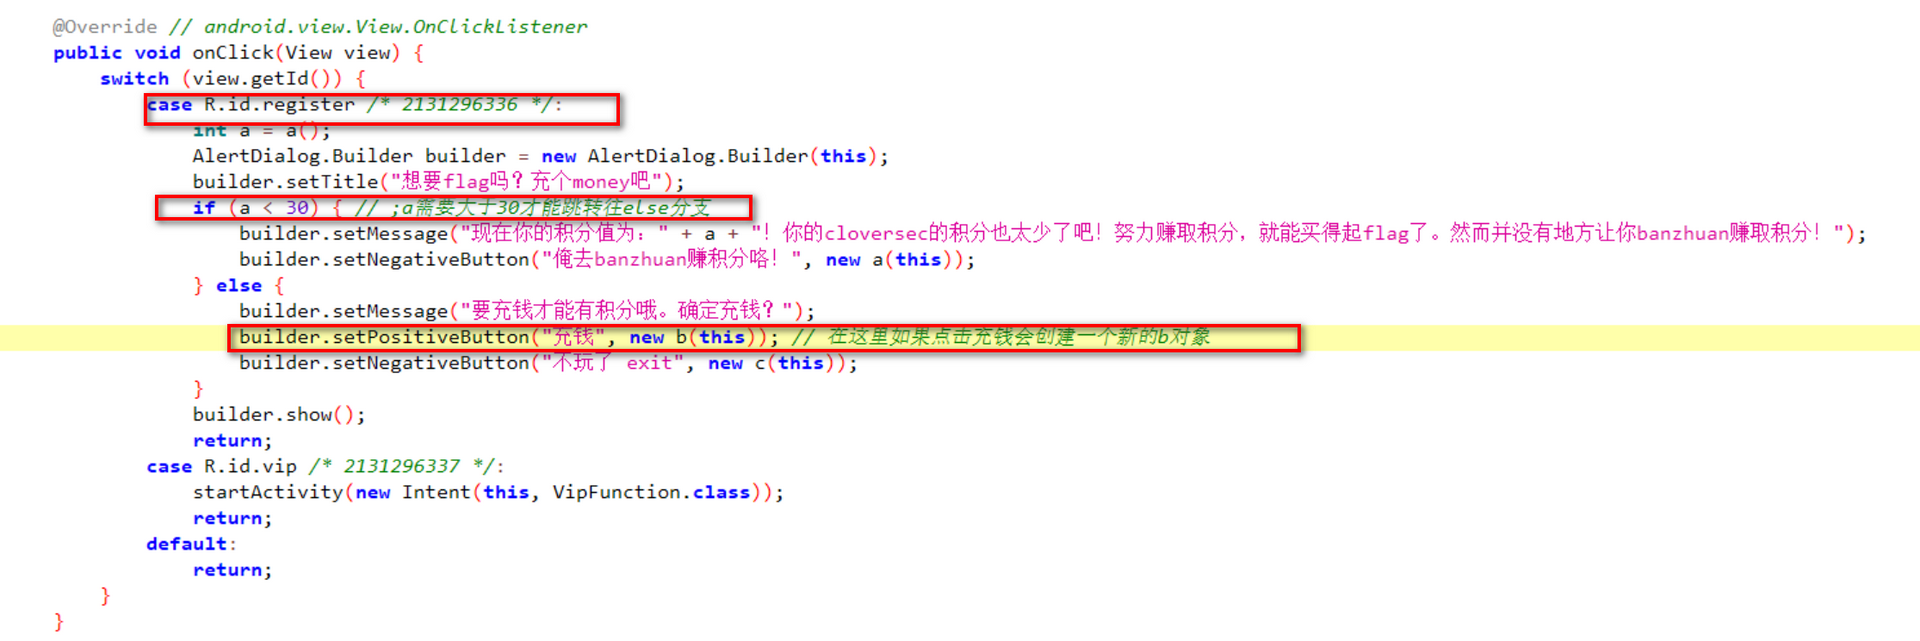 @Override // android.view.View.OnClickListener
public void onClick(View view) {
switch (view.getId()) {
case R.id.register /* 2131296336 */:
int a = a();
AlertDialog.Builder builder = new AlertDialog.Builder(this);
builder.setTitle("想要flag吗？充个money吧");
if (a < 30) { // ;a需要大于30才能跳转往else分支
builder.setMessage("现在你的积分值为：" + a + "！你的cloversec的积分也太少了吧！努力赚取积分，就能买得起flag了。然而并没有地方让你banzhuan赚取积分！");
builder.setNegativeButton("俺去banzhuan赚积分咯！", new a(this));
} else {
builder.setMessage("要充钱才能有积分哦。确定充钱？");
builder.setPositiveButton("充钱", new b(this)); // 在这里如果点击充钱会创建一个新的b对象
builder.setNegativeButton("不玩了 exit", new c(this));
}
builder.show();
return;
case R.id.vip /* 2131296337 */:
startActivity(new Intent(this, VipFunction.class));
return;
default:
return;
}
}